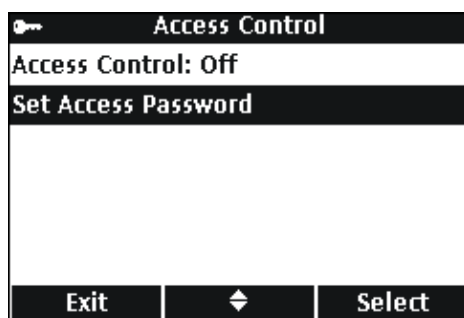 Access Control
Access Control: Off
Set Access Password
Exit Select